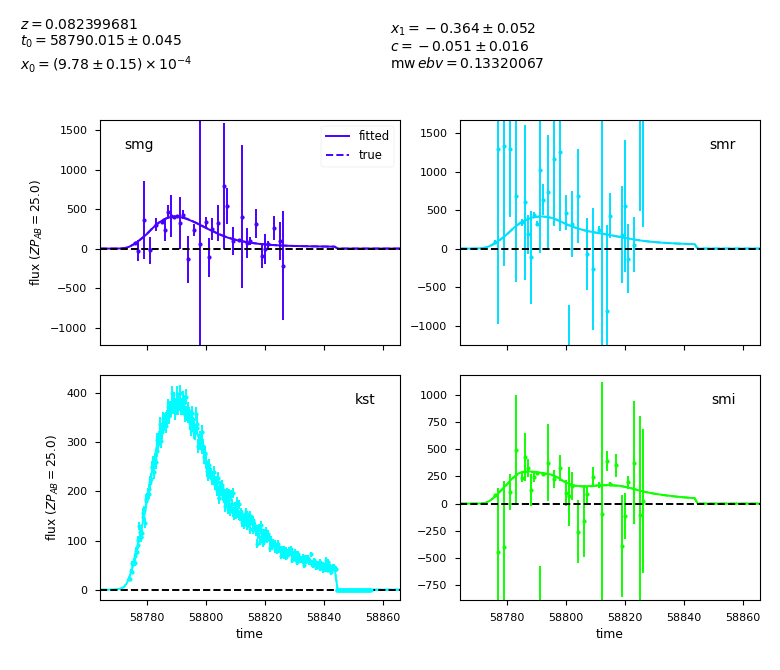 z = 0.082399681
t₀ = 58790.015 ± 0.045
x₀ = (9.78 ± 0.15) × 10⁻⁴
x₁ = −0.364 ± 0.052
c = −0.051 ± 0.016
mw ebv = 0.13320067
smg
fitted
true
1500
1000
500
0
−500
−1000
flux (ZP_AB = 25.0)
smr
1500
1000
500
0
−500
−1000
kst
400
300
200
100
0
flux (ZP_AB = 25.0)
58780 58800 58820 58840 58860
time
smi
1000
750
500
250
0
−250
−500
−750
58780 58800 58820 58840 58860
time